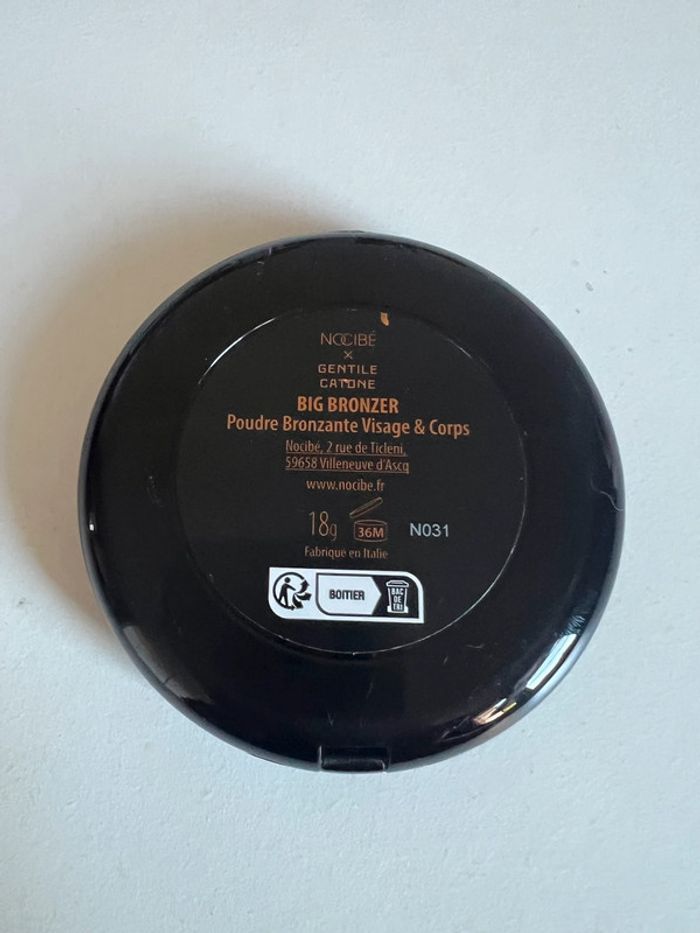 NOCIBÉ
×
GENTILE
CATONE
BIG BRONZER
Poudre Bronzante Visage & Corps
Nocibé, 2 rue de Ticleni,
59658 Villeneuve d'Ascq
www.nocibe.fr
18g 36M N031
Fabriqué en Italie
BOITIER
BAC
DE
TRI